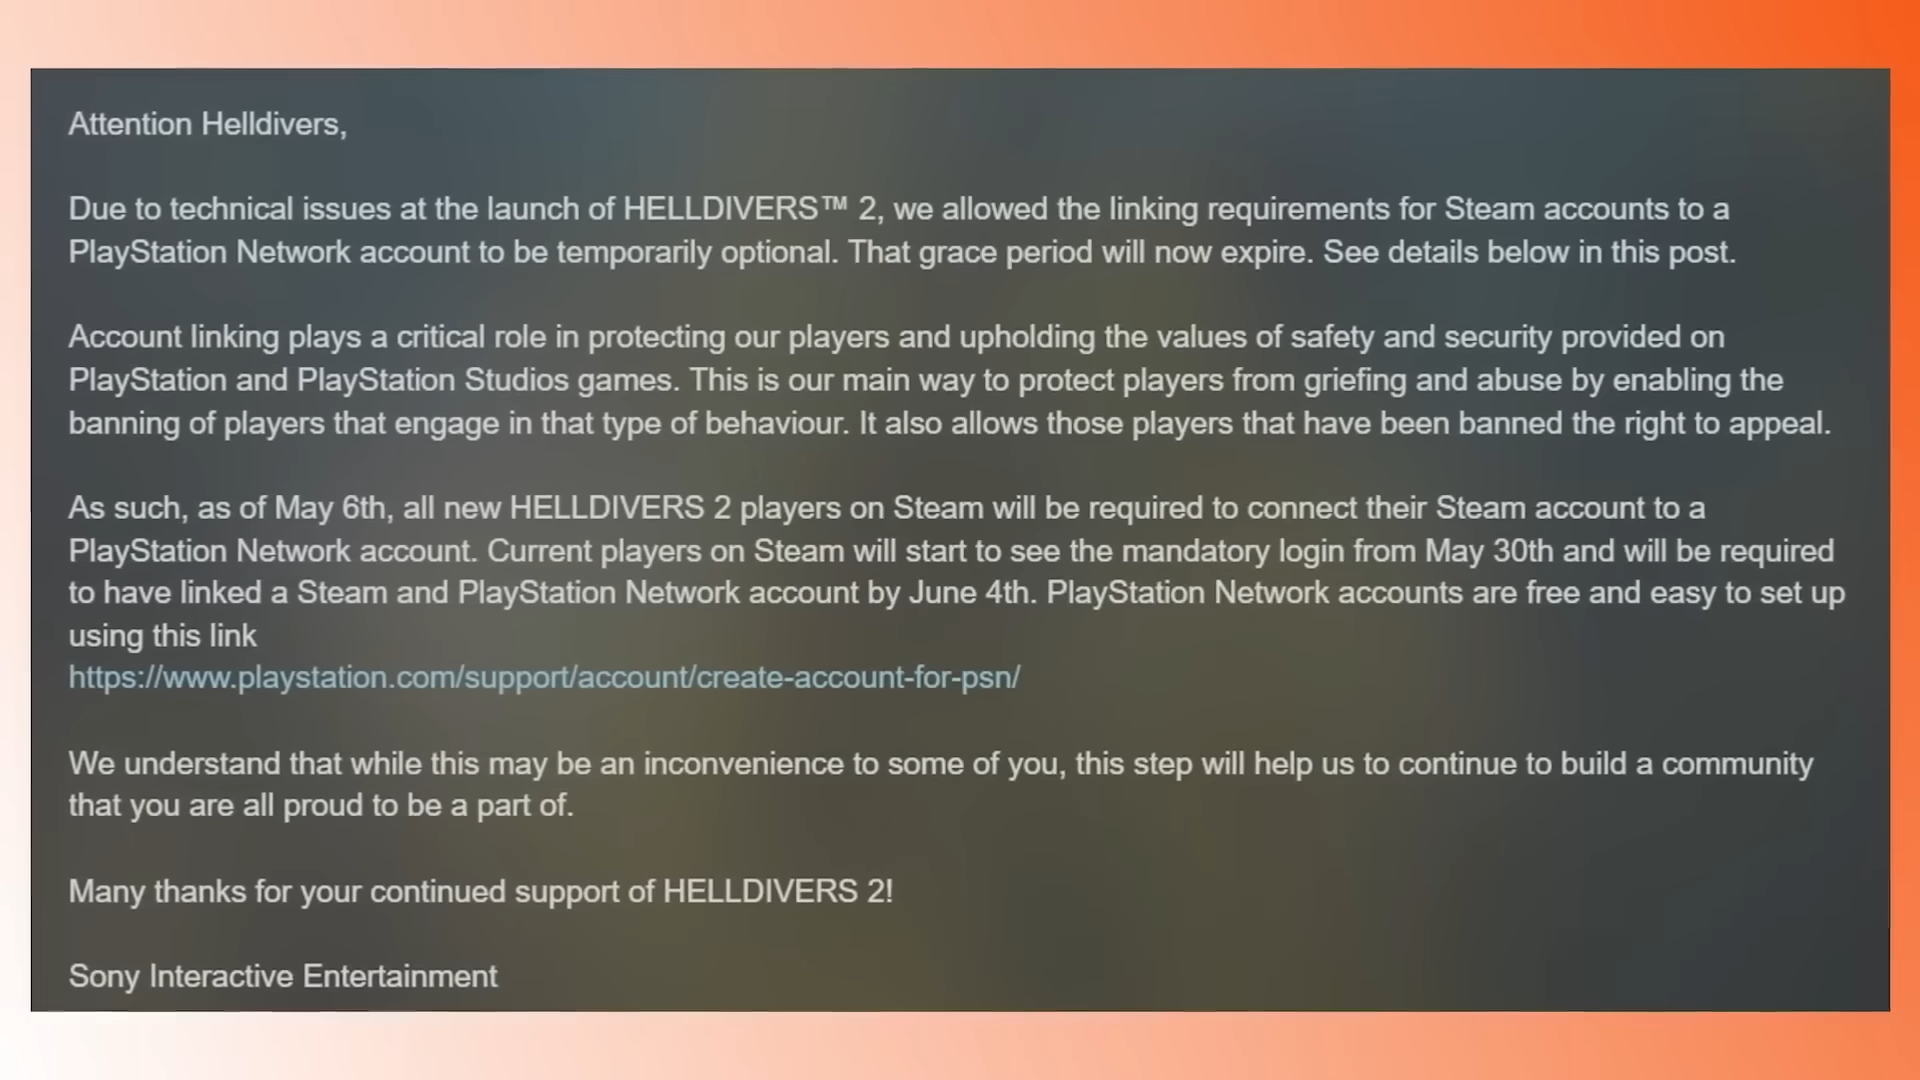 Attention Helldivers,
Due to technical issues at the launch of HELLDIVERS™ 2, we allowed the linking requirements for Steam accounts to a
PlayStation Network account to be temporarily optional. That grace period will now expire. See details below in this post.
Account linking plays a critical role in protecting our players and upholding the values of safety and security provided on
PlayStation and PlayStation Studios games. This is our main way to protect players from griefing and abuse by enabling the
banning of players that engage in that type of behaviour. It also allows those players that have been banned the right to appeal.
As such, as of May 6th, all new HELLDIVERS 2 players on Steam will be required to connect their Steam account to a
PlayStation Network account. Current players on Steam will start to see the mandatory login from May 30th and will be required
to have linked a Steam and PlayStation Network account by June 4th. PlayStation Network accounts are free and easy to set up
using this link
https://www.playstation.com/support/account/create-account-for-psn/
We understand that while this may be an inconvenience to some of you, this step will help us to continue to build a community
that you are all proud to be a part of.
Many thanks for your continued support of HELLDIVERS 2!
Sony Interactive Entertainment